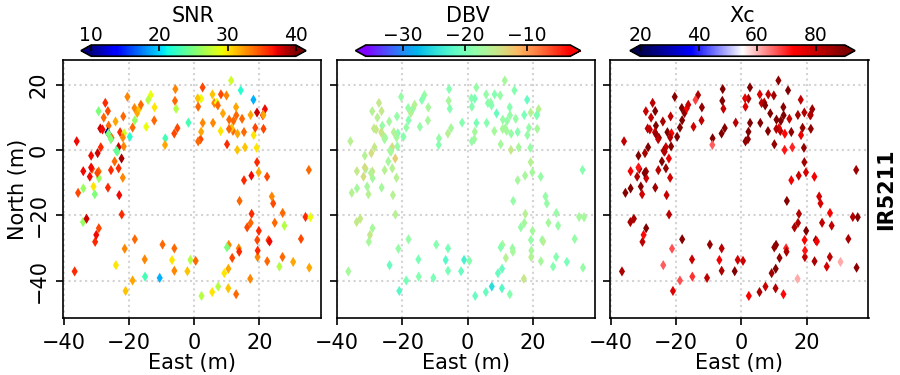 SNR DBV Xc
10 20 30 40 −30 −20 −10 20 40 60 80
20
0
−20
−40
North (m)
IR5211
−40 −20 0 20 −40 −20 0 20 −40 −20 0 20
East (m) East (m) East (m)